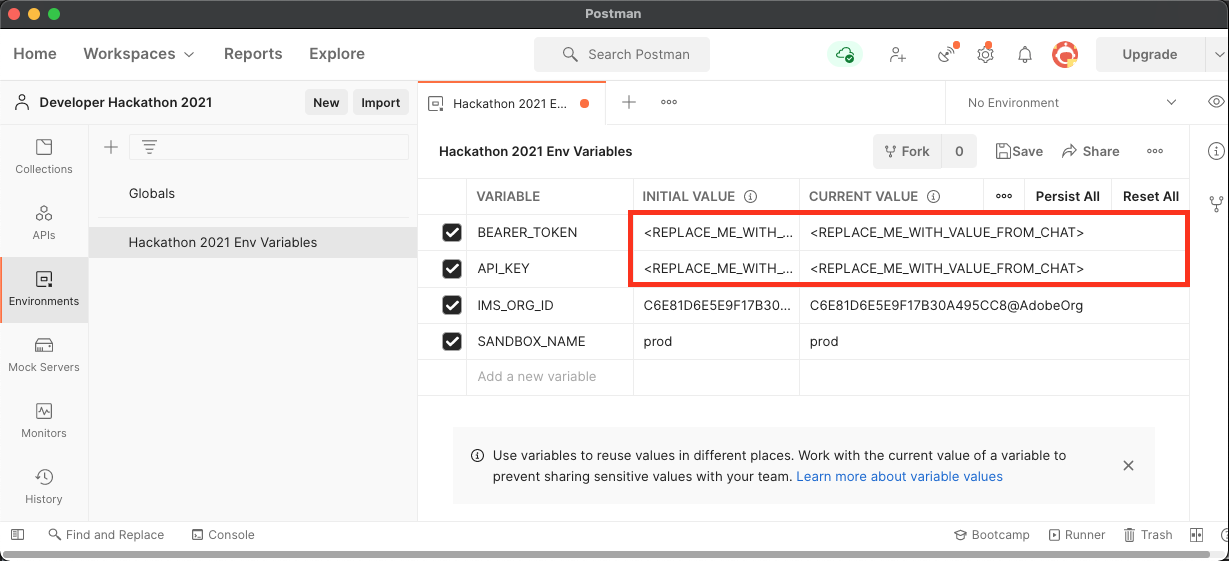 Postman
Home Workspaces Reports Explore Search Postman Upgrade
Developer Hackathon 2021 New Import Hackathon 2021 E... No Environment
Hackathon 2021 Env Variables Fork 0 Save Share
Collections
Globals
VARIABLE INITIAL VALUE CURRENT VALUE Persist All Reset All
APIs
Hackathon 2021 Env Variables
BEARER_TOKEN <REPLACE_ME_WITH_... <REPLACE_ME_WITH_VALUE_FROM_CHAT>
API_KEY <REPLACE_ME_WITH_... <REPLACE_ME_WITH_VALUE_FROM_CHAT>
Environments
IMS_ORG_ID C6E81D6E5E9F17B30... C6E81D6E5E9F17B30A495CC8@AdobeOrg
SANDBOX_NAME prod prod
Mock Servers
Add a new variable
Monitors
Use variables to reuse values in different places. Work with the current value of a variable to
prevent sharing sensitive values with your team. Learn more about variable values
History
Find and Replace Console Bootcamp Runner Trash